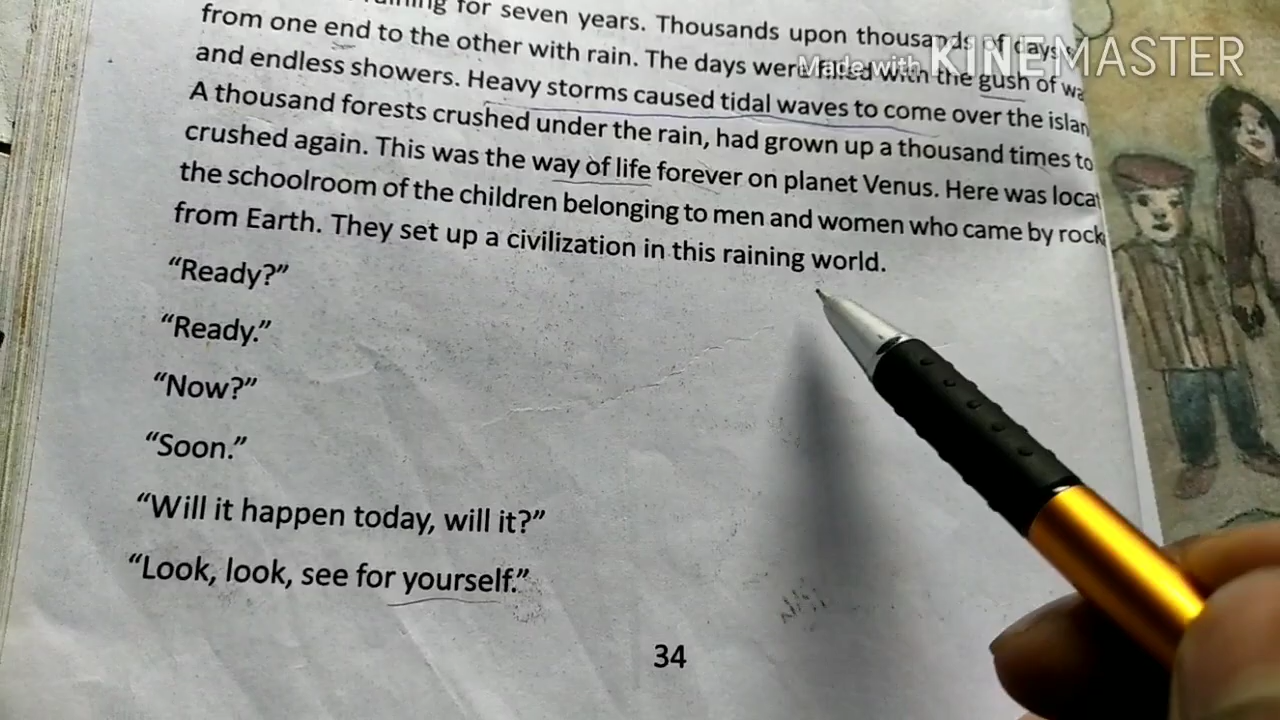 for seven years. Thousands upon thousands of days
from one end to the other with rain. The days were filled with the gush of
Made with KINEMASTER
and endless showers. Heavy storms caused tidal waves to come over the
A thousand forests crushed under the rain, had grown up a thousand times to
crushed again. This was the way of life forever on planet Venus. Here was
the schoolroom of the children belonging to men and women who came by
from Earth. They set up a civilization in this raining world.
“Ready?”
“Ready.”
“Now?”
“Soon.”
“Will it happen today, will it?”
“Look, look, see for yourself.”
34